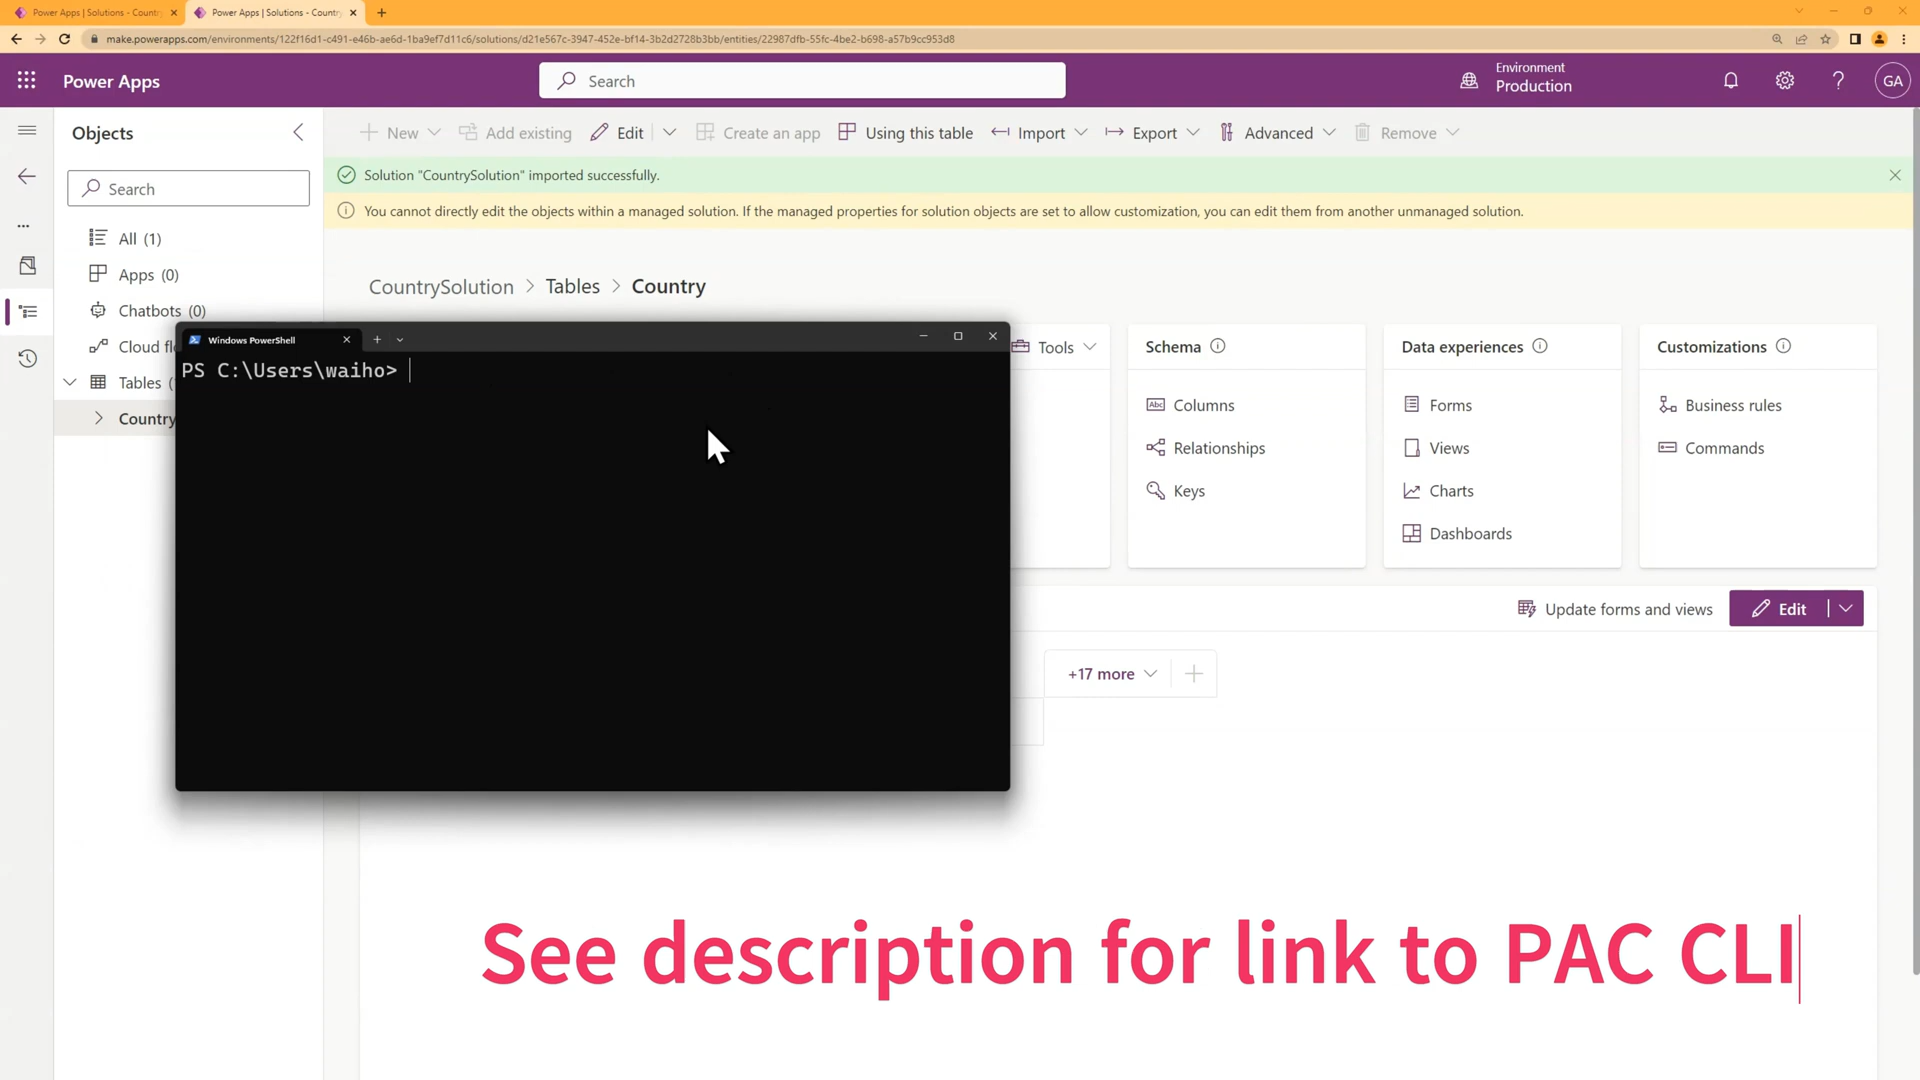 Power Apps | Solutions - Countr
Power Apps | Solutions - Countr
make.powerapps.com/environments/122f16d1-c491-e46b-ae6d-1ba9ef7d11c6/solutions/d21e567c-3947-452e-bf14-3b2d2728b3bb/entities/22987dfb-55fc-4be2-b698-a57b9cc953d8
Power Apps
Search
Environment
Production
GA
Objects
New
Add existing
Edit
Create an app
Using this table
Import
Export
Advanced
Remove
Solution "CountrySolution" imported successfully.
Search
You cannot directly edit the objects within a managed solution. If the managed properties for solution objects are set to allow customization, you can edit them from another unmanaged solution.
All (1)
Apps (0)
Chatbots (0)
Cloud flo
Tables (
Country
CountrySolution > Tables > Country
Windows PowerShell
PS C:\Users\waiho>
Tools
Schema
Columns
Relationships
Keys
Data experiences
Forms
Views
Charts
Dashboards
Customizations
Business rules
Commands
Update forms and views
Edit
+17 more
See description for link to PAC CLI